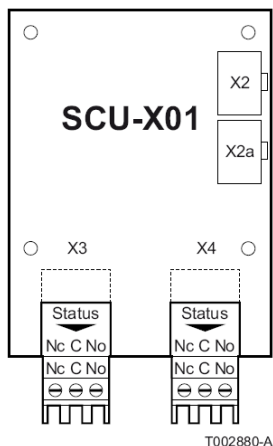 X2
SCU-X01
X2a
X3 X4
Status Status
Nc C No Nc C No
Nc C No Nc C No
T002880-A